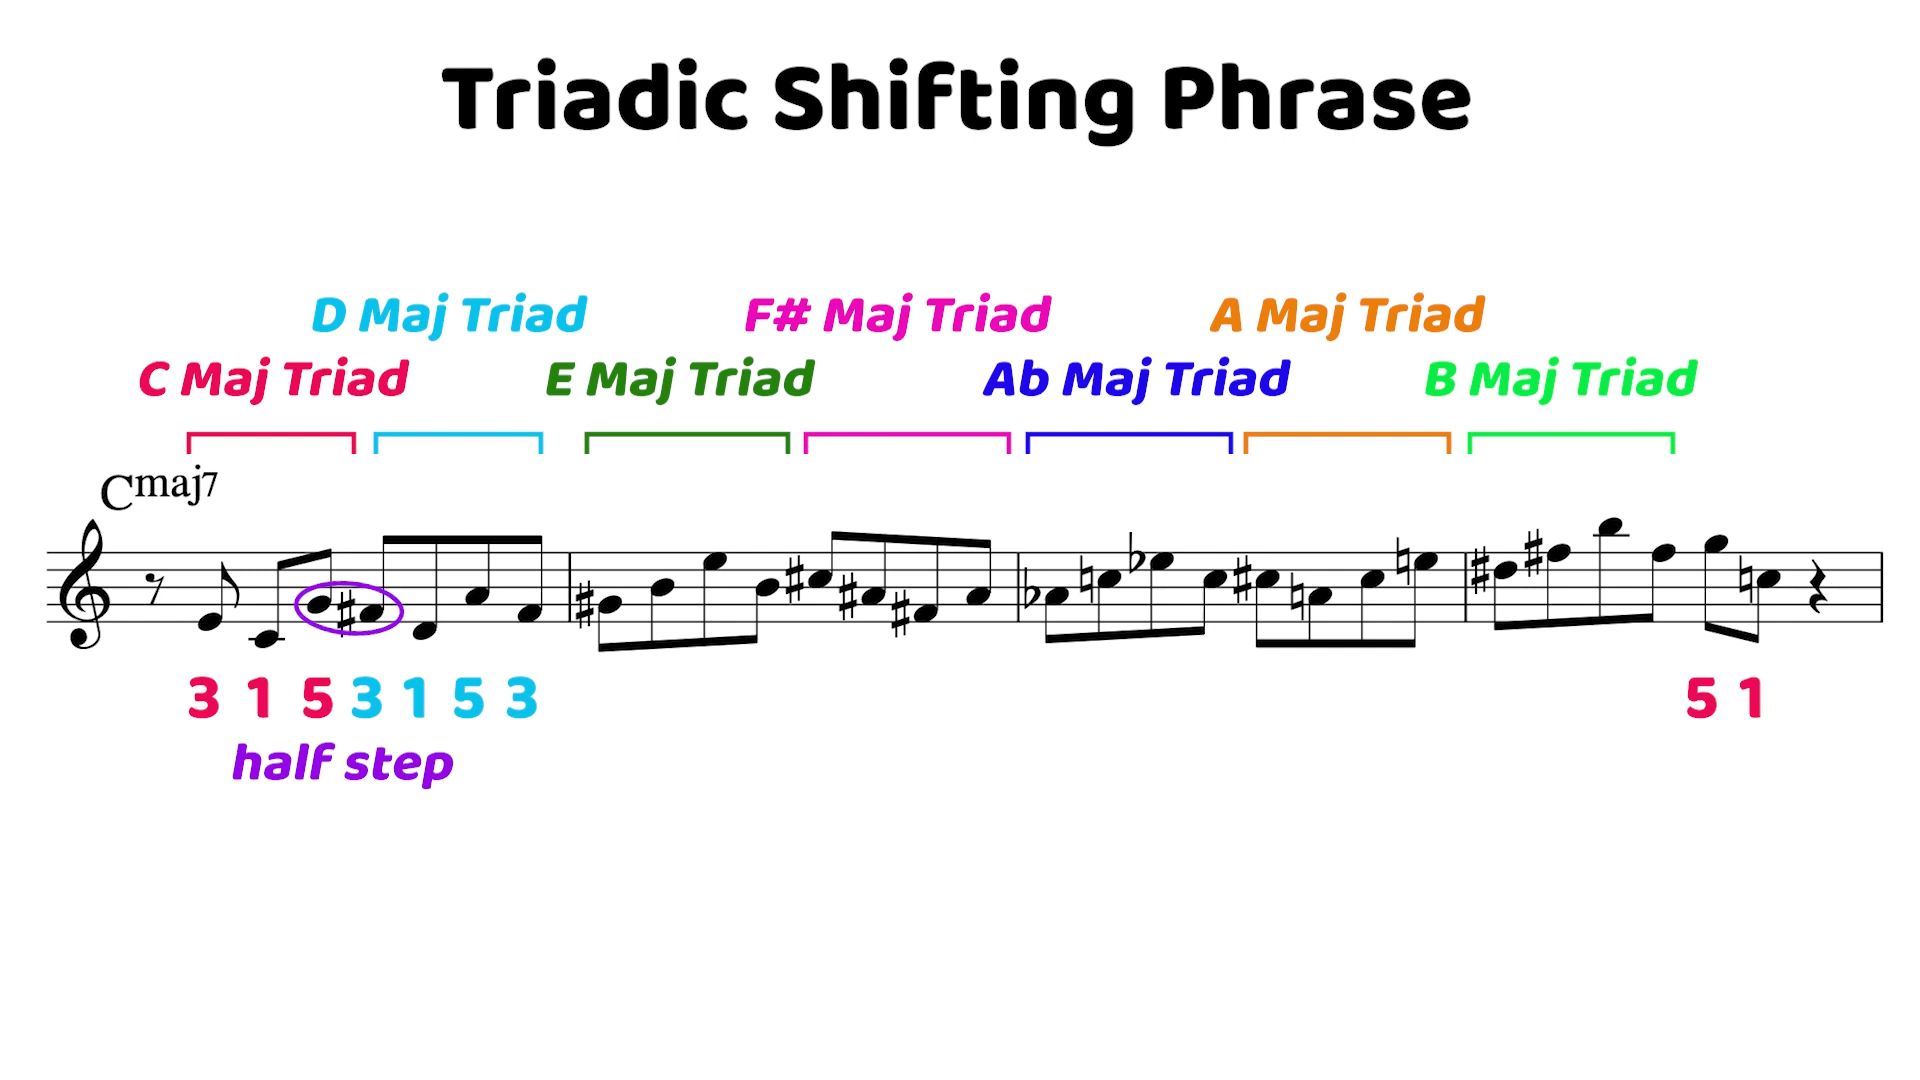 Triadic Shifting Phrase
D Maj Triad F# Maj Triad A Maj Triad
C Maj Triad E Maj Triad Ab Maj Triad B Maj Triad
Cmaj7
3 1 5 3 1 5 3 5 1
half step